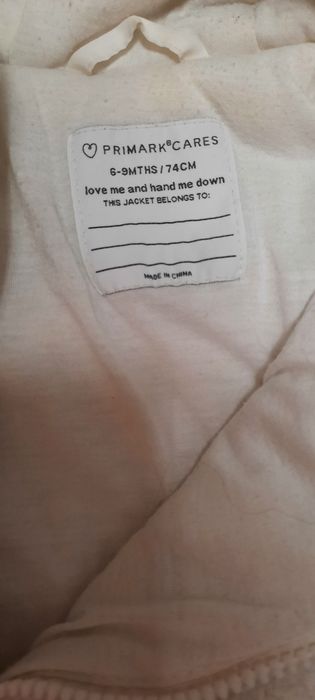 PRIMARK®CARES
6-9MTHS / 74CM
love me and hand me down
THIS JACKET BELONGS TO:
MADE IN CHINA